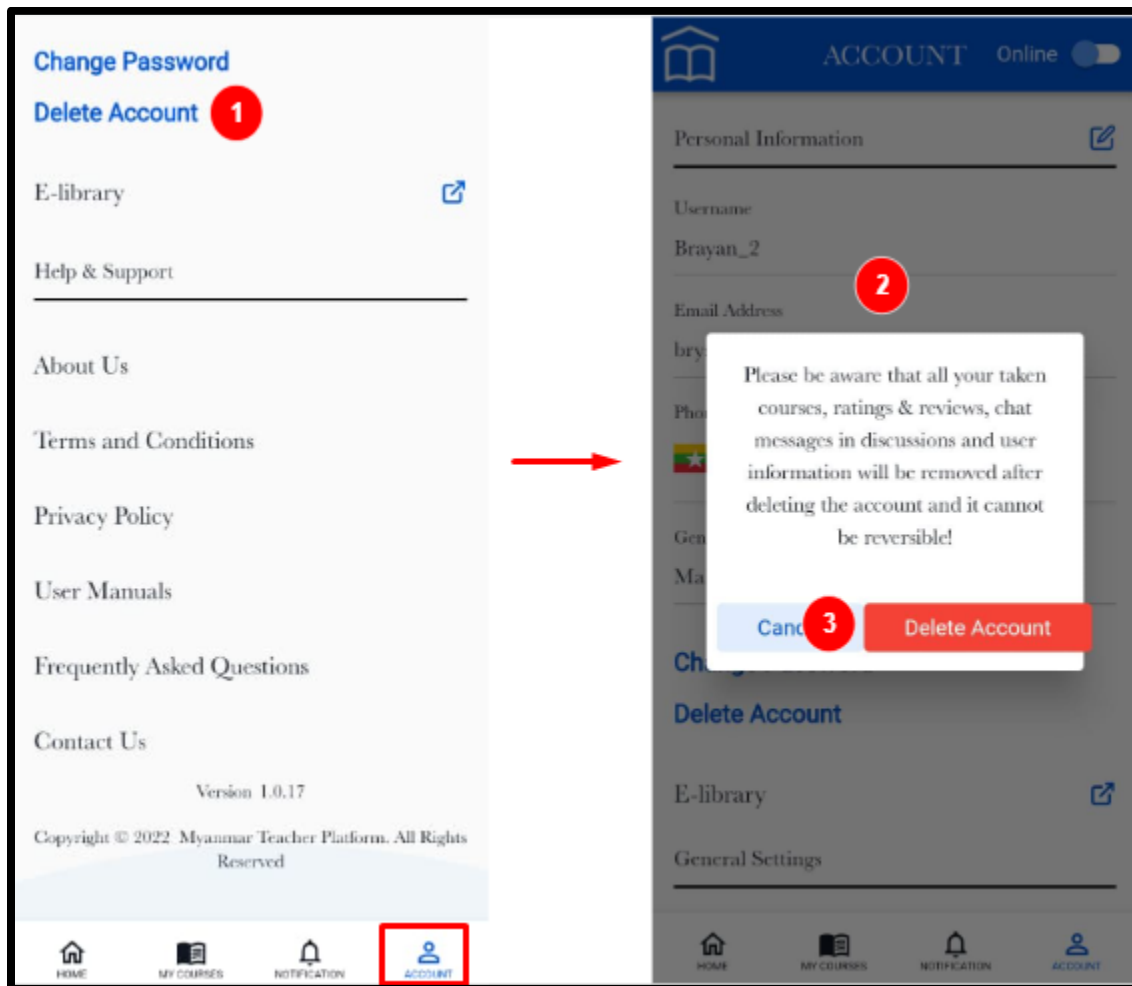 Change Password
Delete Account 1
E-library
Help & Support
About Us
Terms and Conditions
Privacy Policy
User Manuals
Frequently Asked Questions
Contact Us
Version 1.0.17
Copyright © 2022 Myanmar Teacher Platform. All Rights
Reserved
HOME MY COURSES NOTIFICATION ACCOUNT
ACCOUNT Online
Personal Information
Username
Brayan_2
2
Email Address
Please be aware that all your taken
courses, ratings & reviews, chat
messages in discussions and user
information will be removed after
deleting the account and it cannot
be reversible!
3 Delete Account
Delete Account
E-library
General Settings
HOME MY COURSES NOTIFICATION ACCOUNT